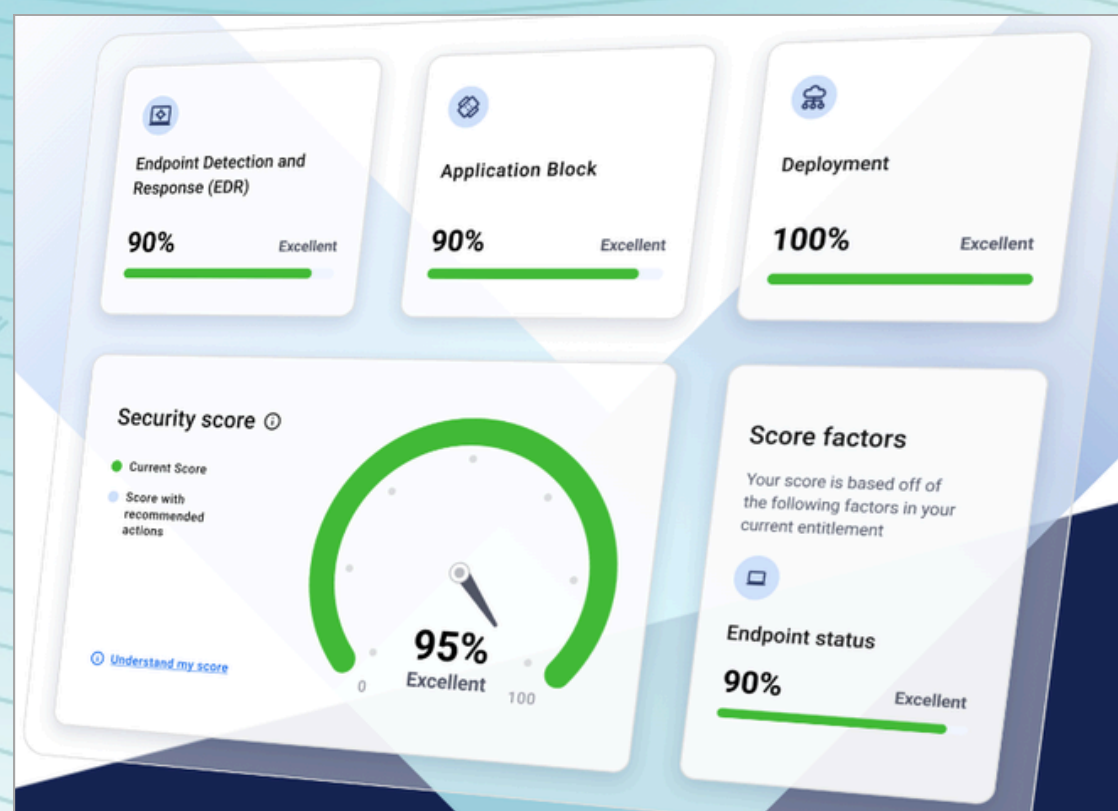 Endpoint Detection and
Response (EDR)
90%
Excellent
Application Block
90%
Excellent
Deployment
100%
Excellent
Security score
Current Score
Score with
recommended
actions
Understand my score
95%
Excellent
0
100
Score factors
Your score is based off of
the following factors in your
current entitlement
Endpoint status
90%
Excellent